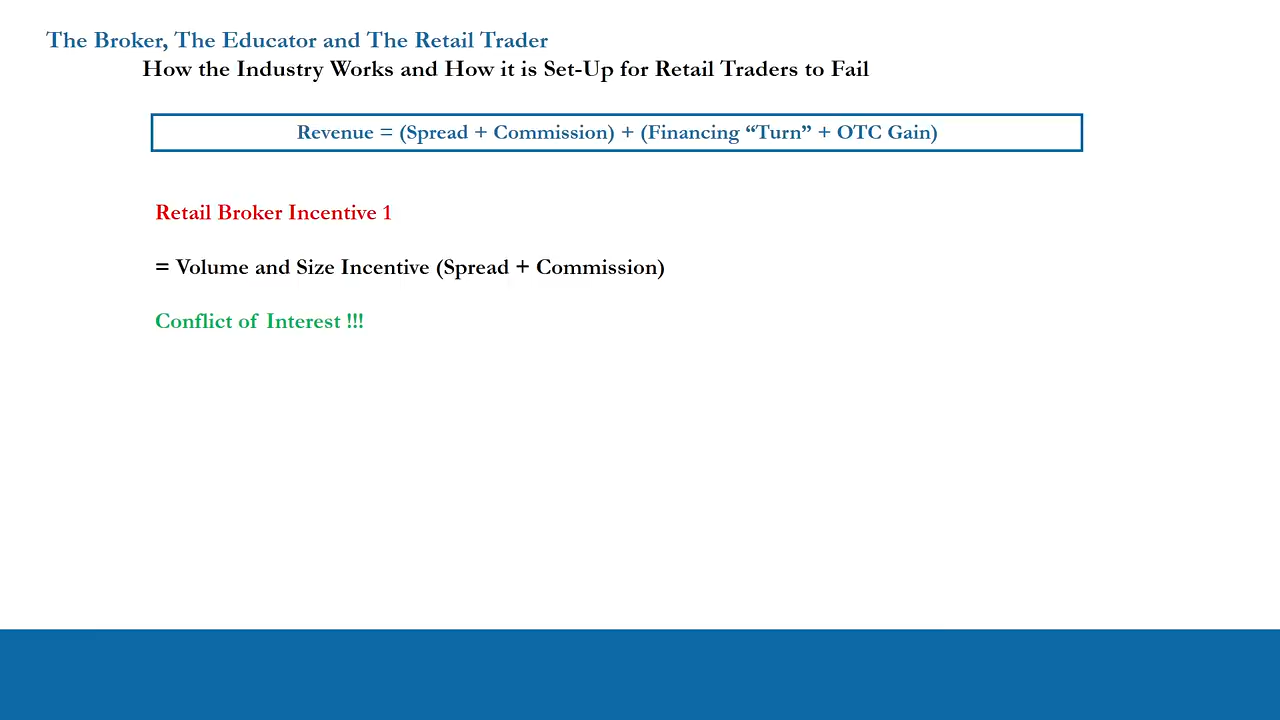 The Broker, The Educator and The Retail Trader
How the Industry Works and How it is Set-Up for Retail Traders to Fail
Revenue = (Spread + Commission) + (Financing “Turn” + OTC Gain)
Retail Broker Incentive 1
= Volume and Size Incentive (Spread + Commission)
Conflict of Interest !!!